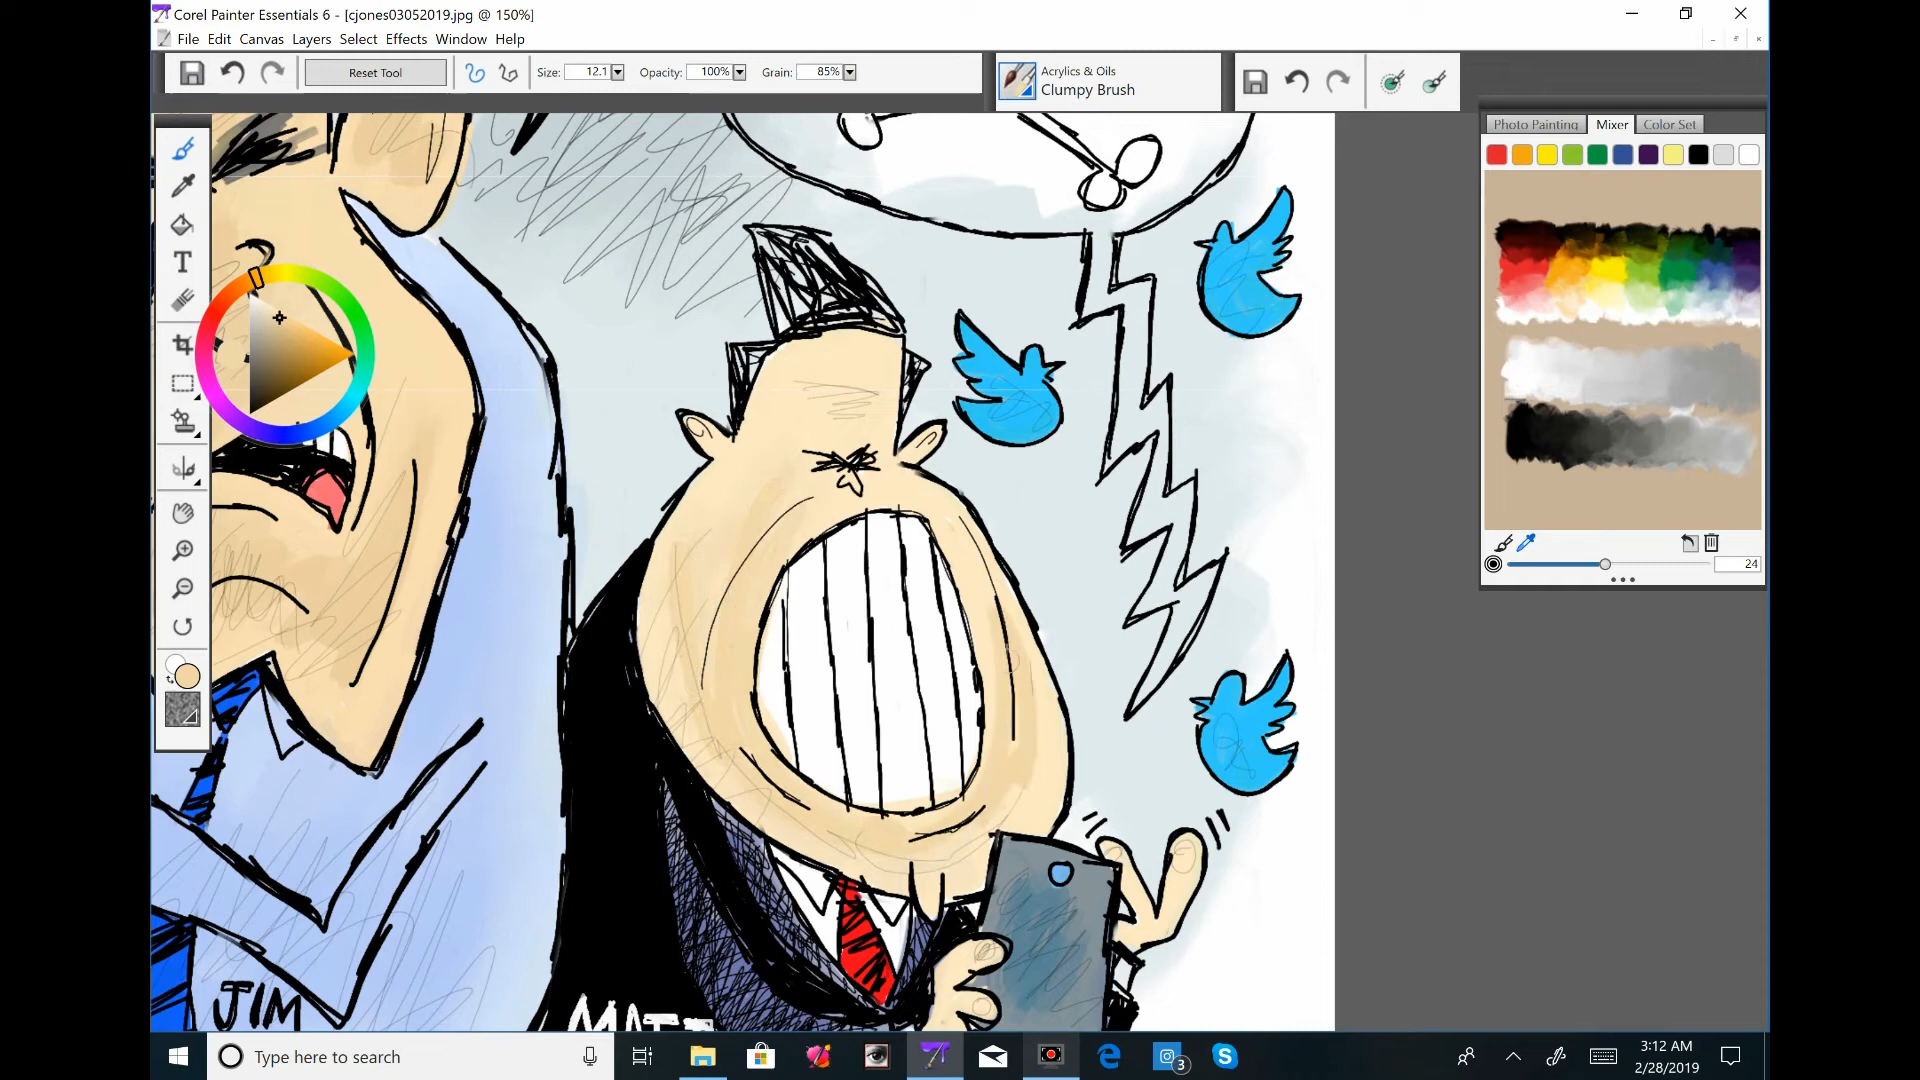 Corel Painter Essentials 6 - [cjones03052019.jpg @ 150%]
File Edit Canvas Layers Select Effects Window Help
Reset Tool Size: 12.1 Opacity: 100% Grain: 85%
Acrylics & Oils
Clumpy Brush
Photo Painting Mixer Color Set
T
24
JIM
Type here to search
3
3:12 AM
2/28/2019